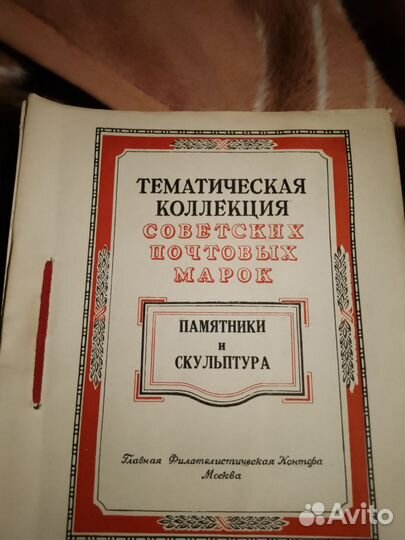 ТЕМАТИЧЕСКАЯ
КОЛЛЕКЦИЯ
СОВЕТСКИХ
ПОЧТОВЫХ
МАРОК
ПАМЯТНИКИ
и
СКУЛЬПТУРА
Главная Филателистическая Контора
Москва
Avito